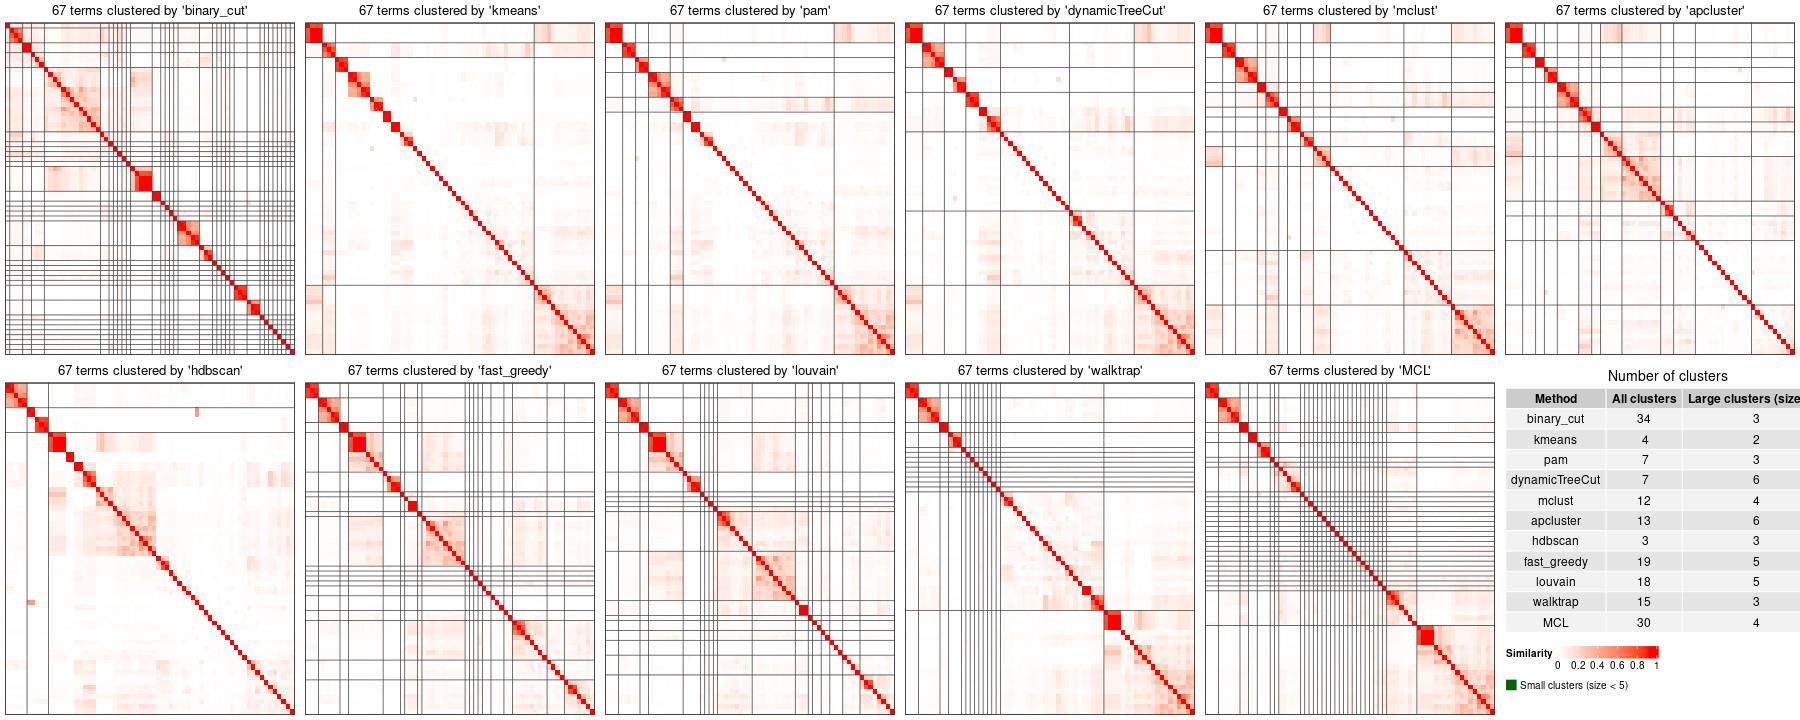 67 terms clustered by 'binary_cut'
67 terms clustered by 'kmeans'
67 terms clustered by 'pam'
67 terms clustered by 'dynamicTreeCut'
67 terms clustered by 'mclust'
67 terms clustered by 'apcluster'
67 terms clustered by 'hdbscan'
67 terms clustered by 'fast_greedy'
67 terms clustered by 'louvain'
67 terms clustered by 'walktrap'
67 terms clustered by 'MCL'
Number of clusters
Method All clusters Large clusters (size
binary_cut 34 3
kmeans 4 2
pam 7 3
dynamicTreeCut 7 6
mclust 12 4
apcluster 13 6
hdbscan 3 3
fast_greedy 19 5
louvain 18 5
walktrap 15 3
MCL 30 4
Similarity
0 0.2 0.4 0.6 0.8 1
Small clusters (size < 5)